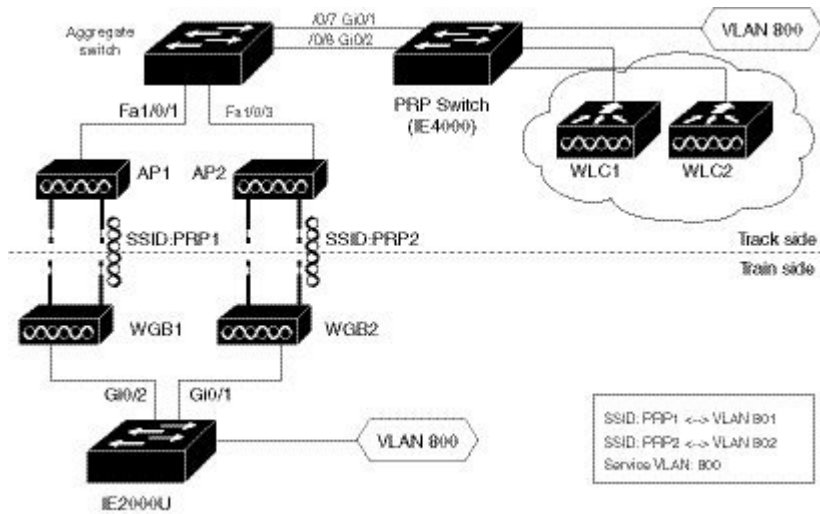 Aggregate switch
/0/7 Gi0/1
/0/8 Gi0/2
VLAN 800
PRP Switch (IE4000)
Fa1/0/1
Fa1/0/3
WLC1
WLC2
AP1
AP2
SSID:PRP1
SSID:PRP2
Track side
Train side
WGB1
WGB2
Gi0/2
Gi0/1
VLAN 800
IE2000U
SSID: PRP1 <--> VLAN 801
SSID: PRP2 <--> VLAN 802
Service VLAN: 800